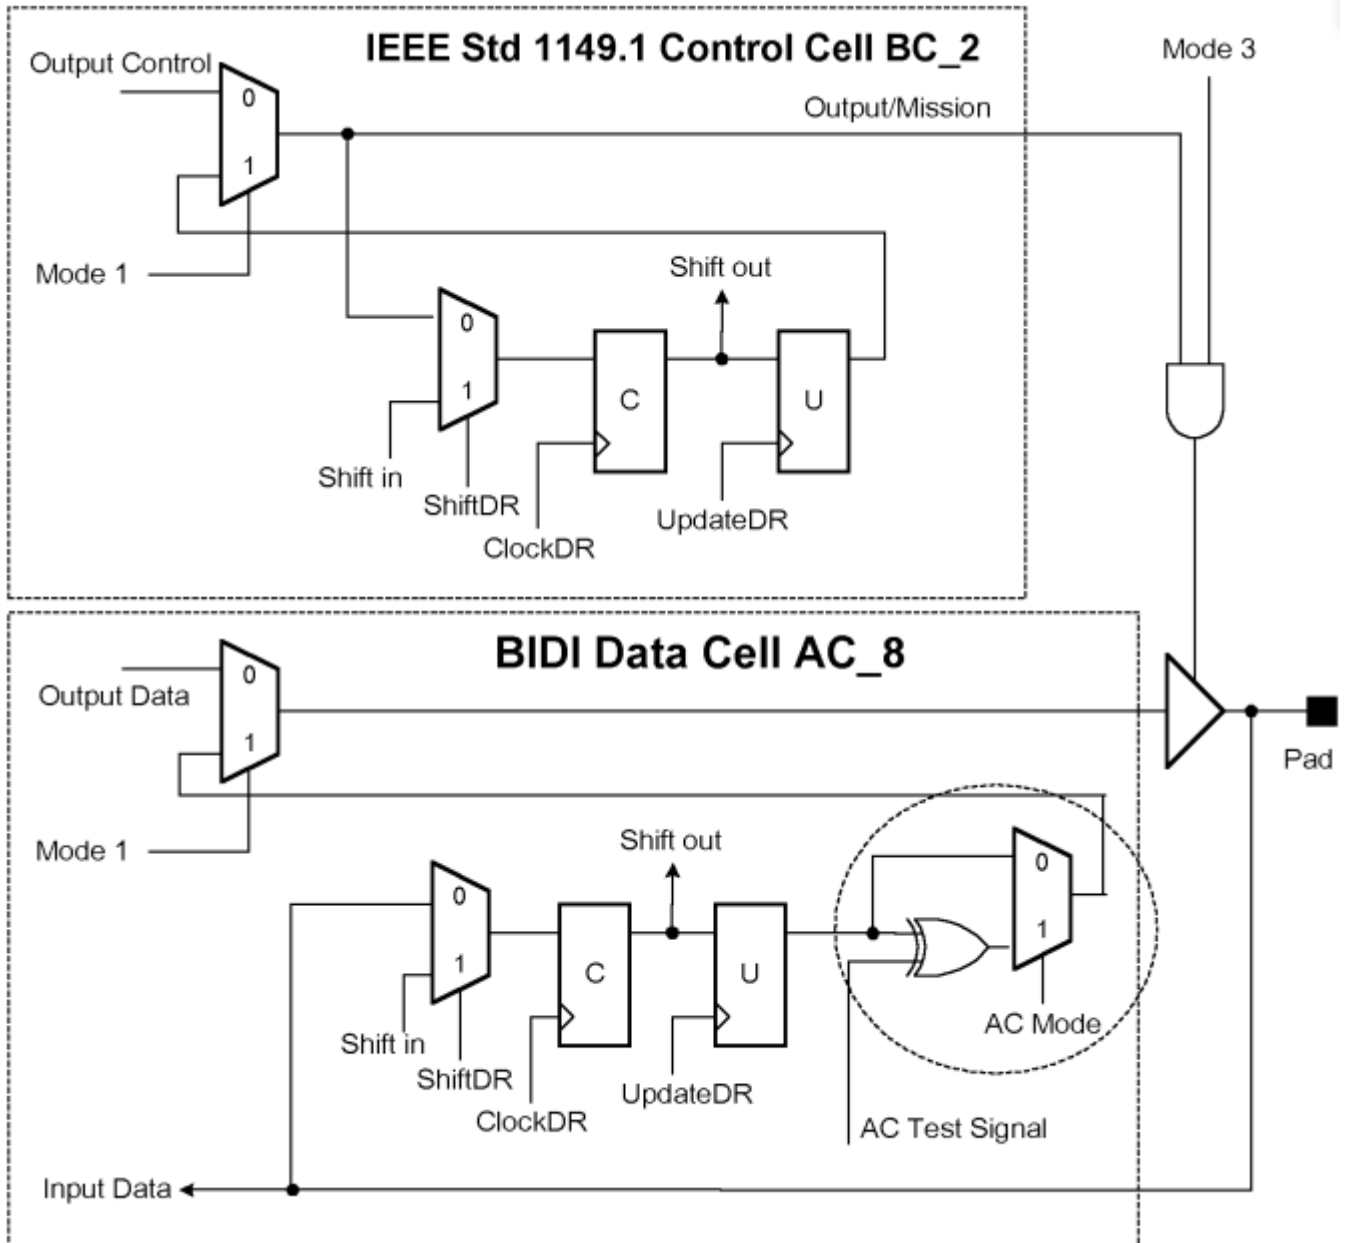 IEEE Std 1149.1 Control Cell BC_2
Mode 3
Output Control
0
Output/Mission
1
Mode 1
Shift out
0
1
C
U
Shift in
ShiftDR
UpdateDR
ClockDR
BIDI Data Cell AC_8
0
Output Data
1
Pad
Mode 1
Shift out
0
0
1
1
C
U
AC Mode
Shift in
ShiftDR
UpdateDR
ClockDR
AC Test Signal
Input Data